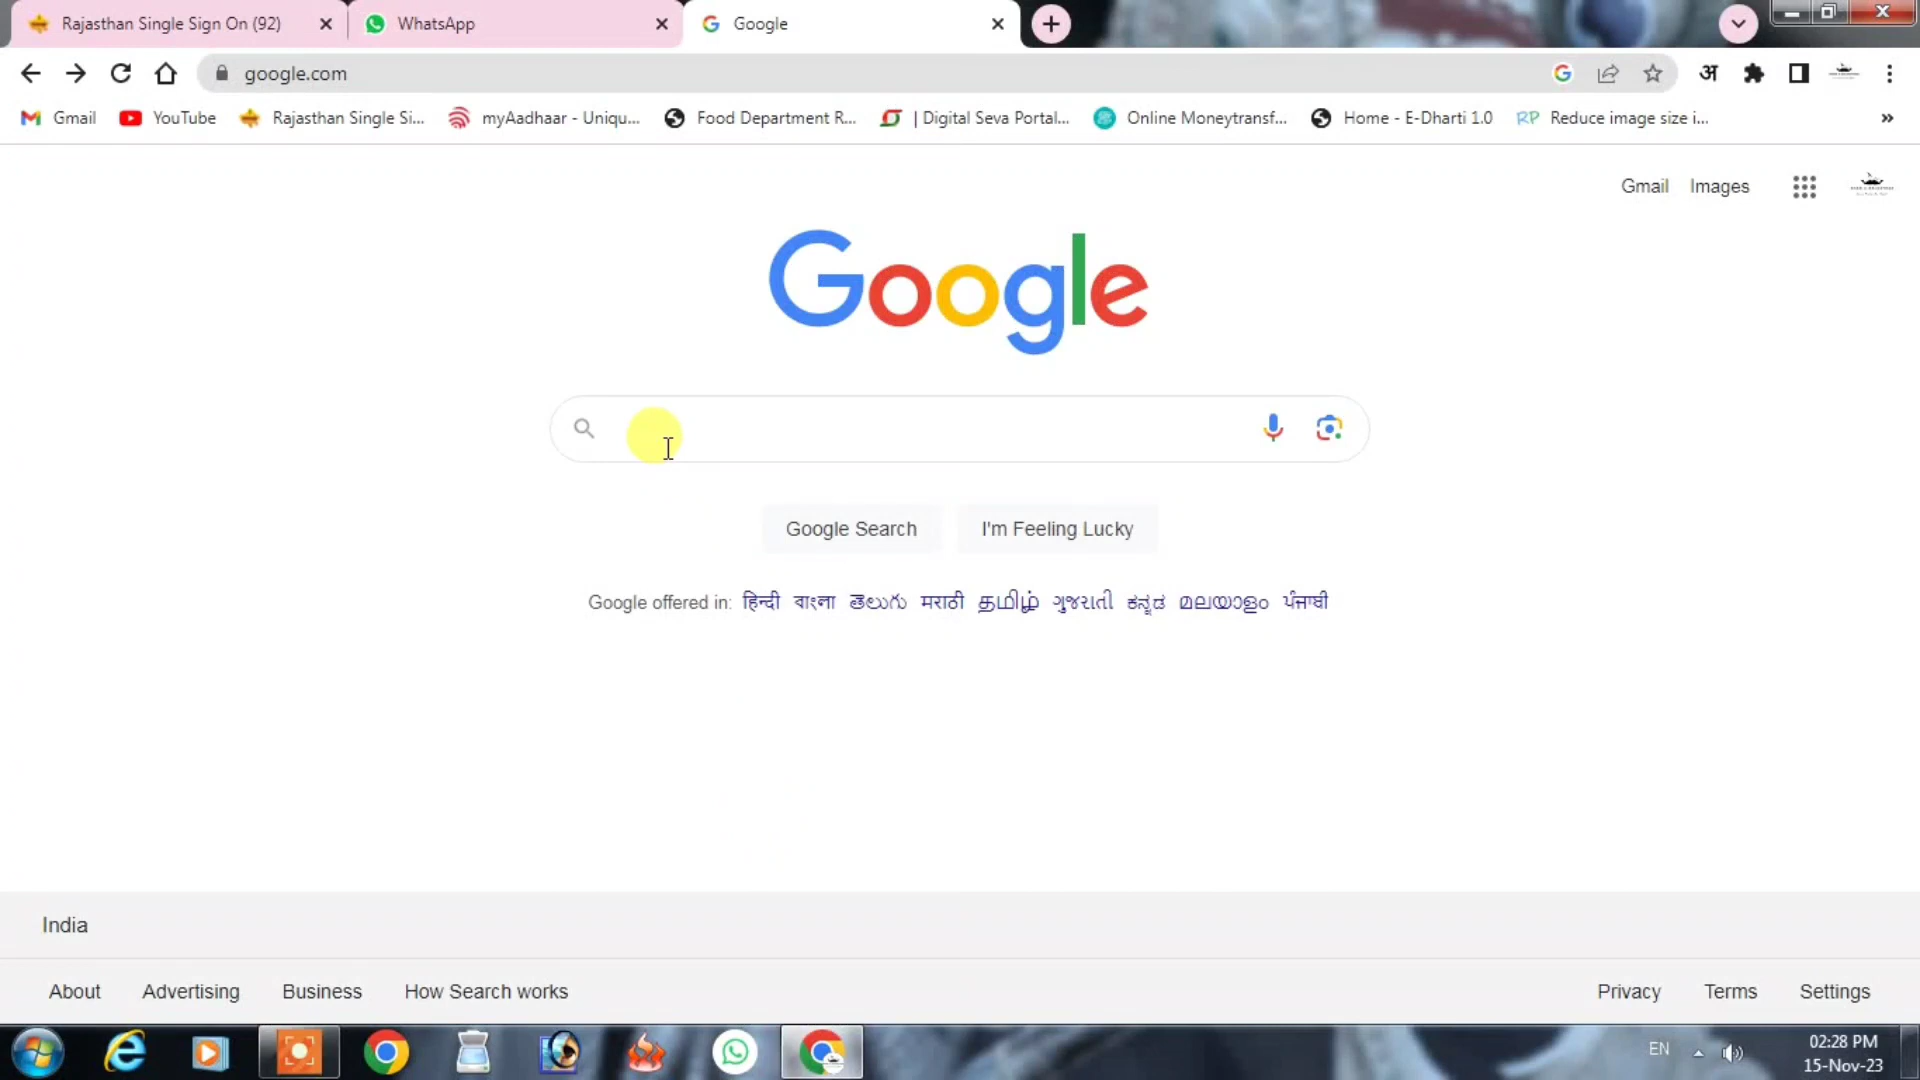 Rajasthan Single Sign On (92) WhatsApp Google
google.com अ
Gmail YouTube Rajasthan Single Si... myAadhaar - Uniqu... Food Department R... | Digital Seva Portal... Online Moneytransf... Home - E-Dharti 1.0 RP Reduce image size i... »
Gmail Images
Google
Google Search I'm Feeling Lucky
Google offered in: हिन्दी বাংলা తెలుగు मराठी தமிழ் ગુજરાતી ಕನ್ನಡ മലയാളം ਪੰਜਾਬੀ
India
About Advertising Business How Search works Privacy Terms Settings
EN 02:28 PM
15-Nov-23